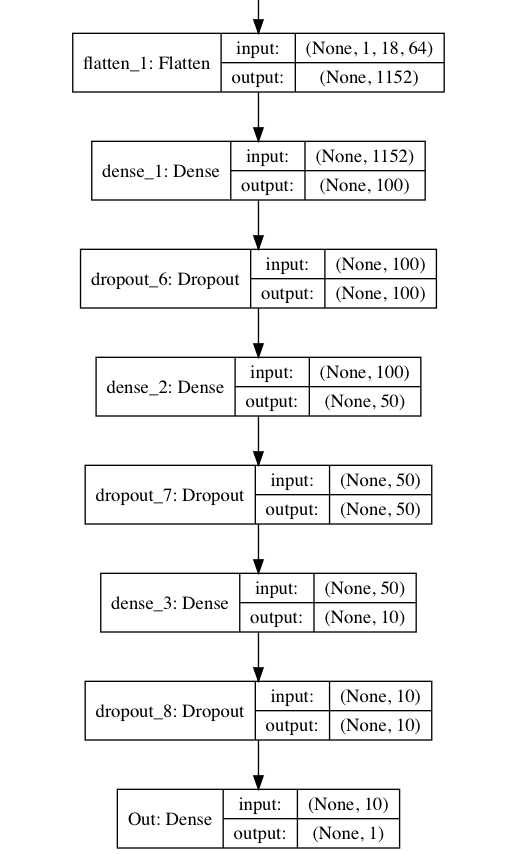 flatten_1: Flatten
input:
(None, 1, 18, 64)
output:
(None, 1152)
dense_1: Dense
input:
(None, 1152)
output:
(None, 100)
dropout_6: Dropout
input:
(None, 100)
output:
(None, 100)
dense_2: Dense
input:
(None, 100)
output:
(None, 50)
dropout_7: Dropout
input:
(None, 50)
output:
(None, 50)
dense_3: Dense
input:
(None, 50)
output:
(None, 10)
dropout_8: Dropout
input:
(None, 10)
output:
(None, 10)
Out: Dense
input:
(None, 10)
output:
(None, 1)